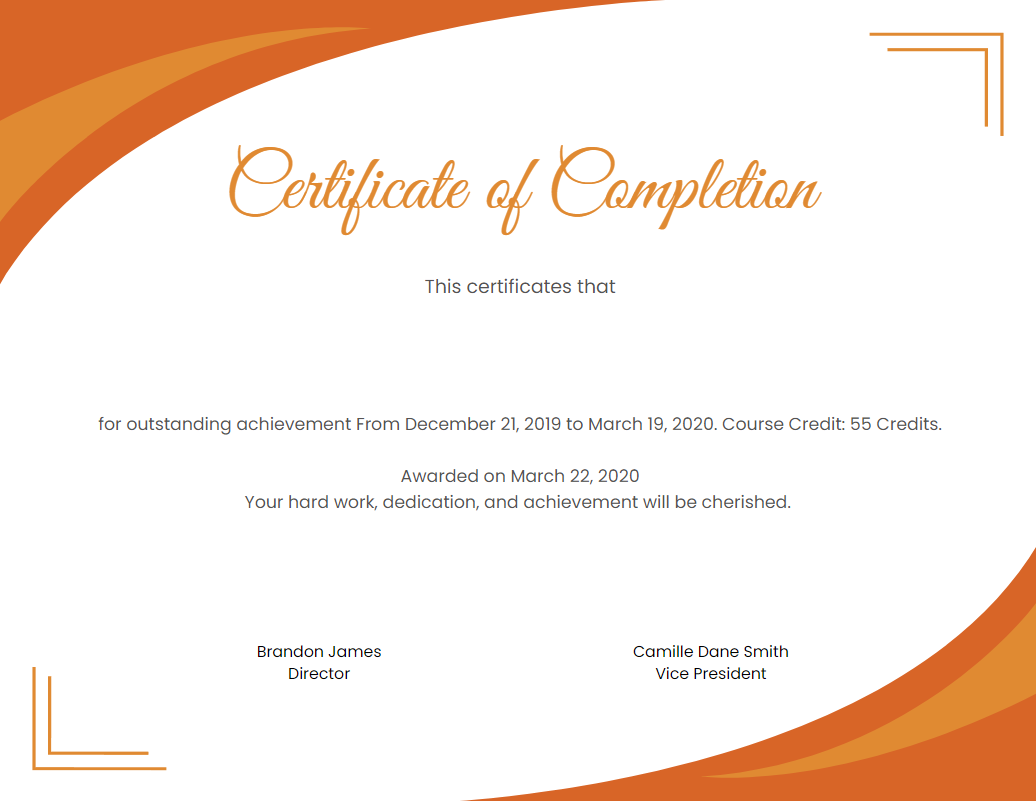 Certificate of Completion
This certificates that
for outstanding achievement From December 21, 2019 to March 19, 2020. Course Credit: 55 Credits.
Awarded on March 22, 2020
Your hard work, dedication, and achievement will be cherished.
Brandon James
Director
Camille Dane Smith
Vice President